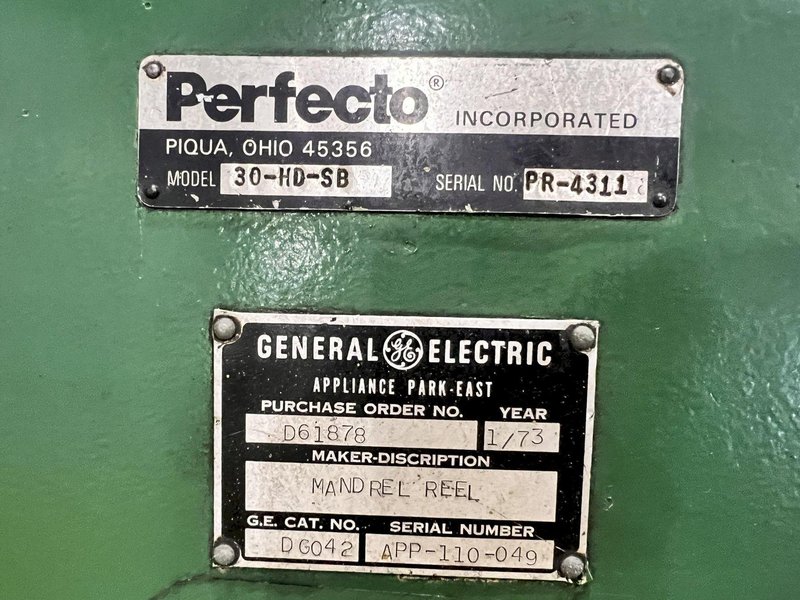 Perfecto® INCORPORATED
PIQUA, OHIO 45356
MODEL 30-HD-SB SERIAL NO. PR-4311
GENERAL GE ELECTRIC
APPLIANCE PARK-EAST
PURCHASE ORDER NO. YEAR
D61878 1/73
MAKER-DISCRIPTION
MANDREL REEL
G.E. CAT. NO. SERIAL NUMBER
DG042 APP-110-049